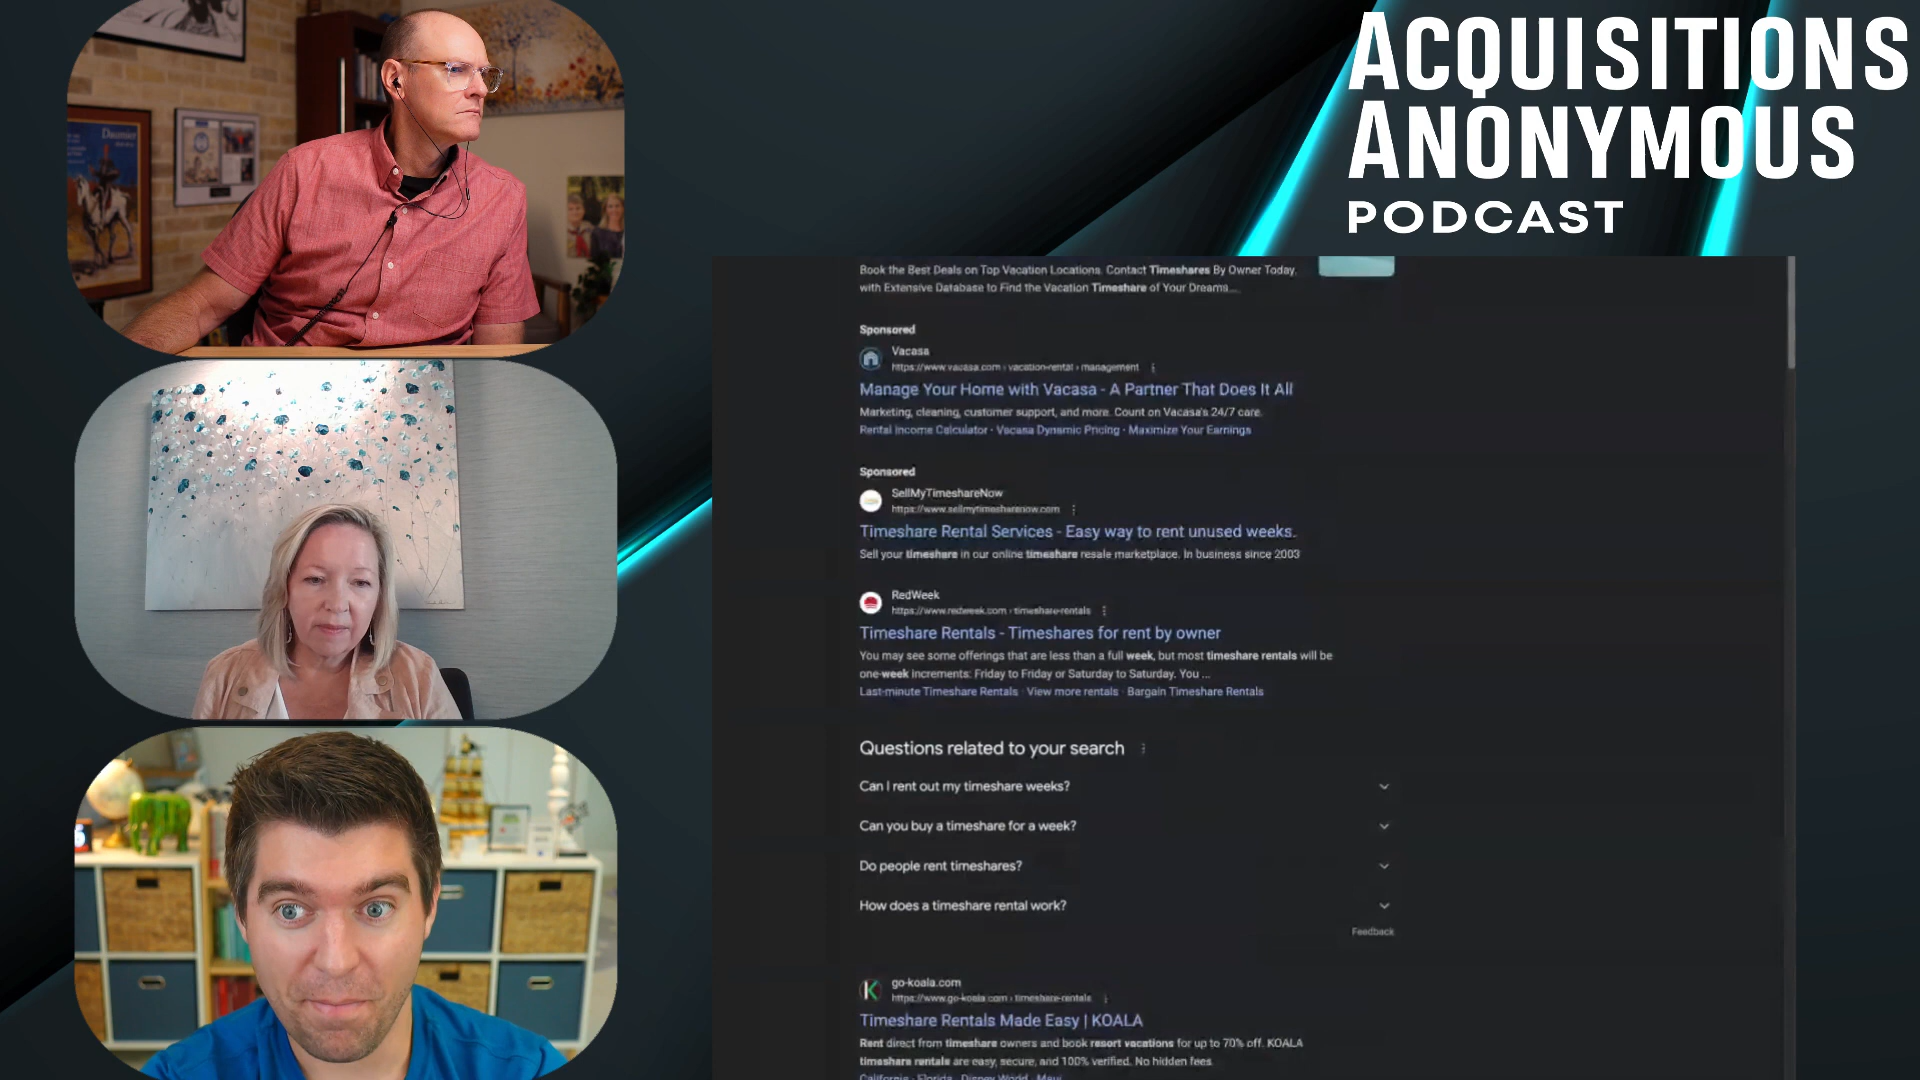 ACQUISITIONS
ANONYMOUS
PODCAST
Daumier
Book the Best Deals on Top Vacation Locations. Contact Timeshares By Owner Today.
with Extensive Database to Find the Vacation Timeshare of Your Dreams...
Sponsored
Vacasa
https://www.vacasa.com › vacation-rental › management
Manage Your Home with Vacasa - A Partner That Does It All
Marketing, cleaning, customer support, and more. Count on Vacasa's 24/7 care.
Rental Income Calculator · Vacasa Dynamic Pricing · Maximize Your Earnings
Sponsored
SellMyTimeshareNow
https://www.sellmytimesharenow.com
Timeshare Rental Services - Easy way to rent unused weeks.
Sell your timeshare in our online timeshare resale marketplace. In business since 2003
RedWeek
https://www.redweek.com › timeshare-rentals
Timeshare Rentals - Timeshares for rent by owner
You may see some offerings that are less than a full week, but most timeshare rentals will be
one-week increments: Friday to Friday or Saturday to Saturday. You ...
Last-minute Timeshare Rentals · View more rentals · Bargain Timeshare Rentals
Questions related to your search
Can I rent out my timeshare weeks?
Can you buy a timeshare for a week?
Do people rent timeshares?
How does a timeshare rental work?
Feedback
go-koala.com
https://www.go-koala.com › timeshare-rentals
Timeshare Rentals Made Easy | KOALA
Rent direct from timeshare owners and book resort vacations for up to 70% off. KOALA
timeshare rentals are easy, secure, and 100% verified. No hidden fees
California · Florida · Disney World · Maui